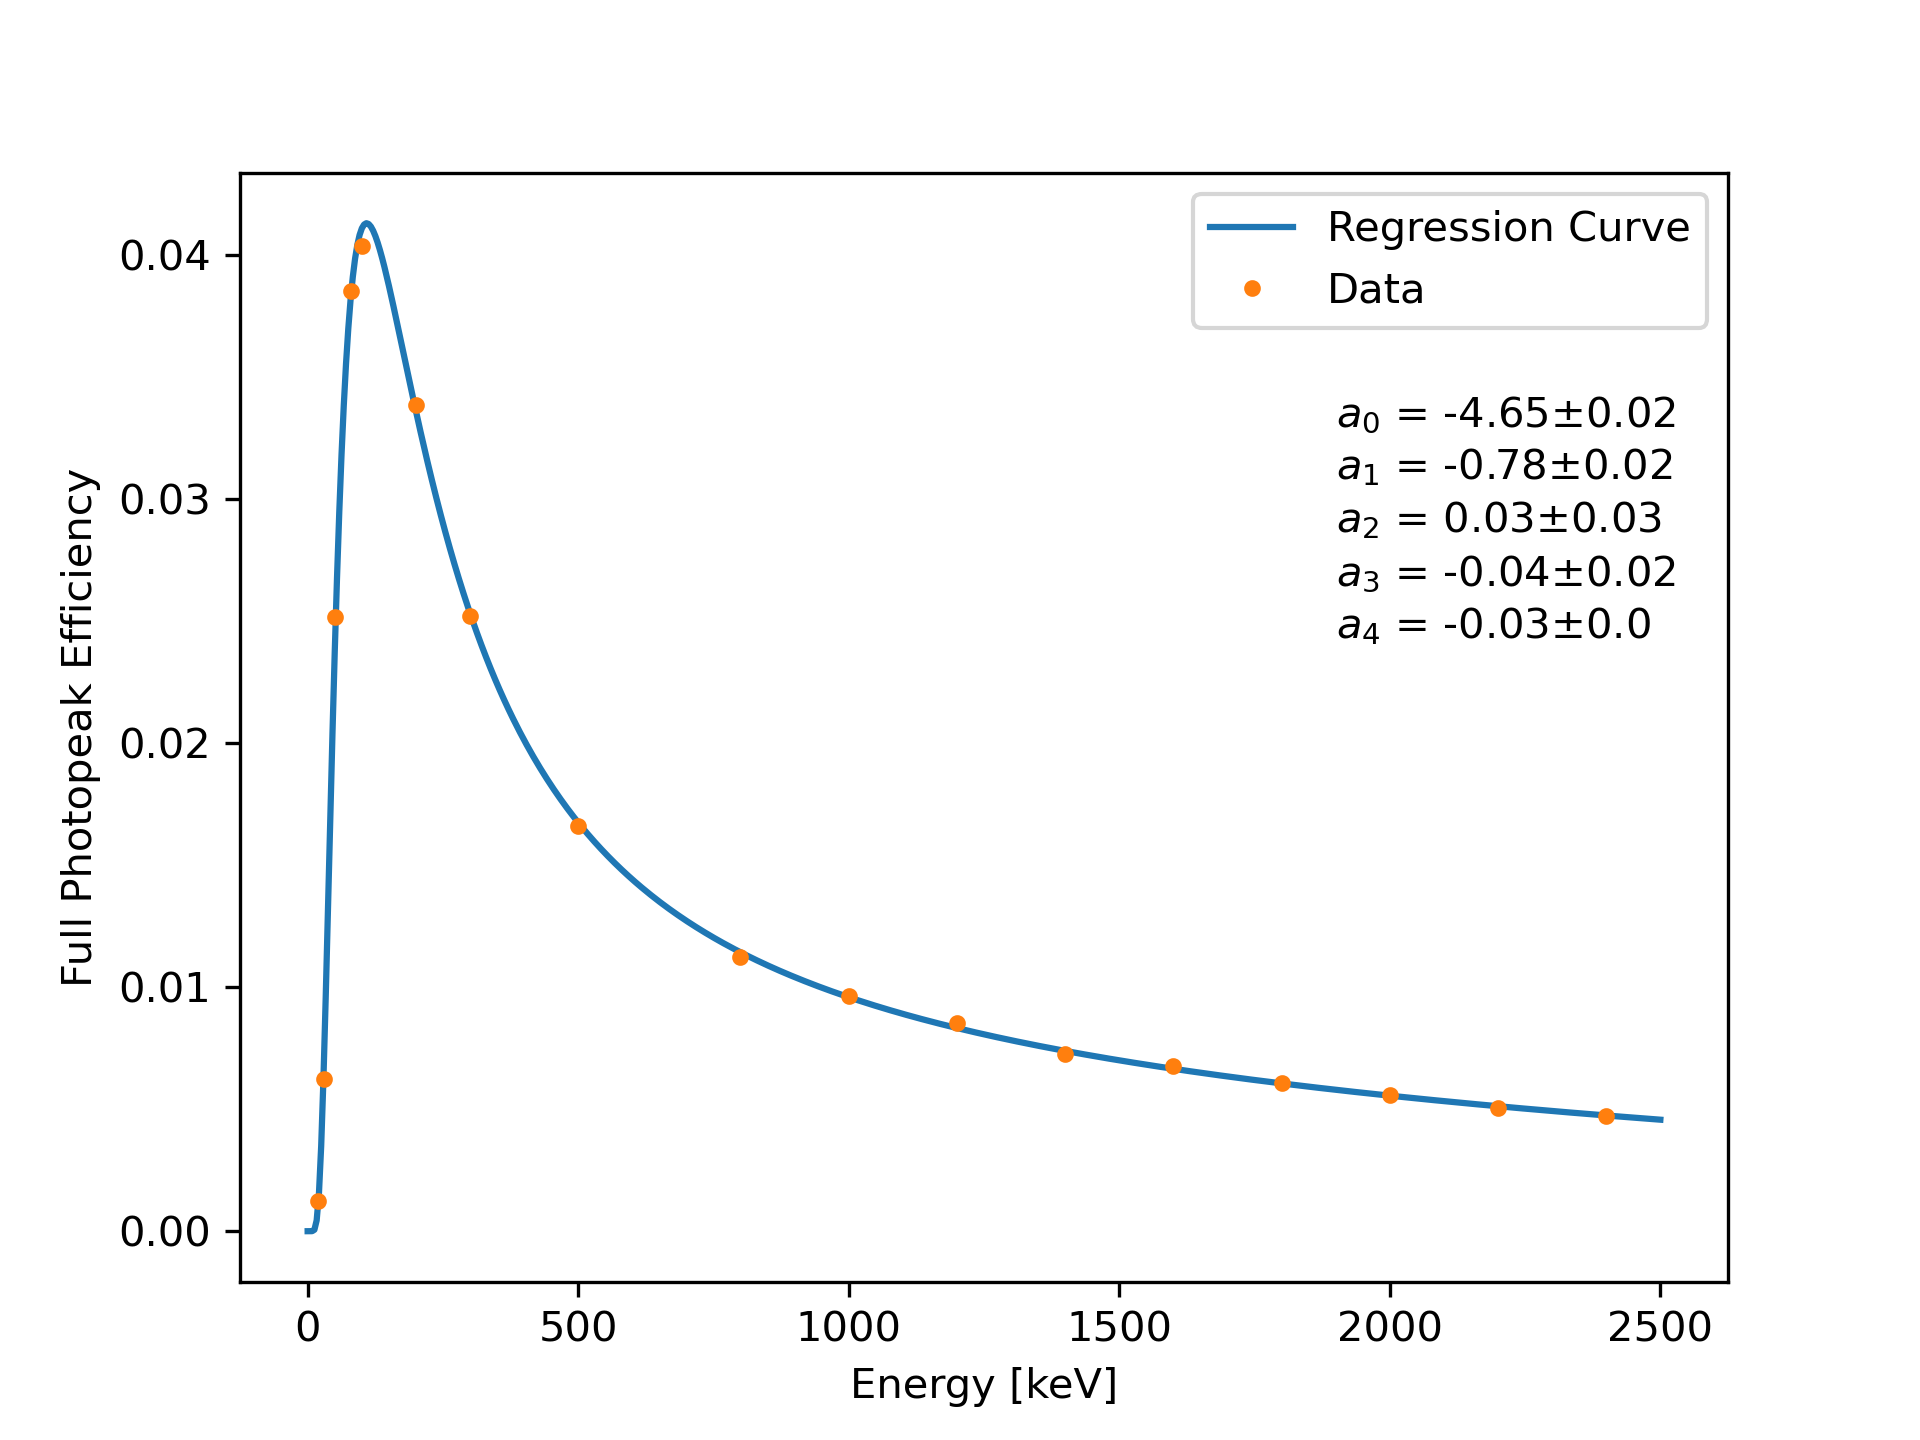 Regression Curve
Data
a₀ = -4.65±0.02
a₁ = -0.78±0.02
a₂ = 0.03±0.03
a₃ = -0.04±0.02
a₄ = -0.03±0.0
Full Photopeak Efficiency
0.04
0.03
0.02
0.01
0.00
0 500 1000 1500 2000 2500
Energy [keV]